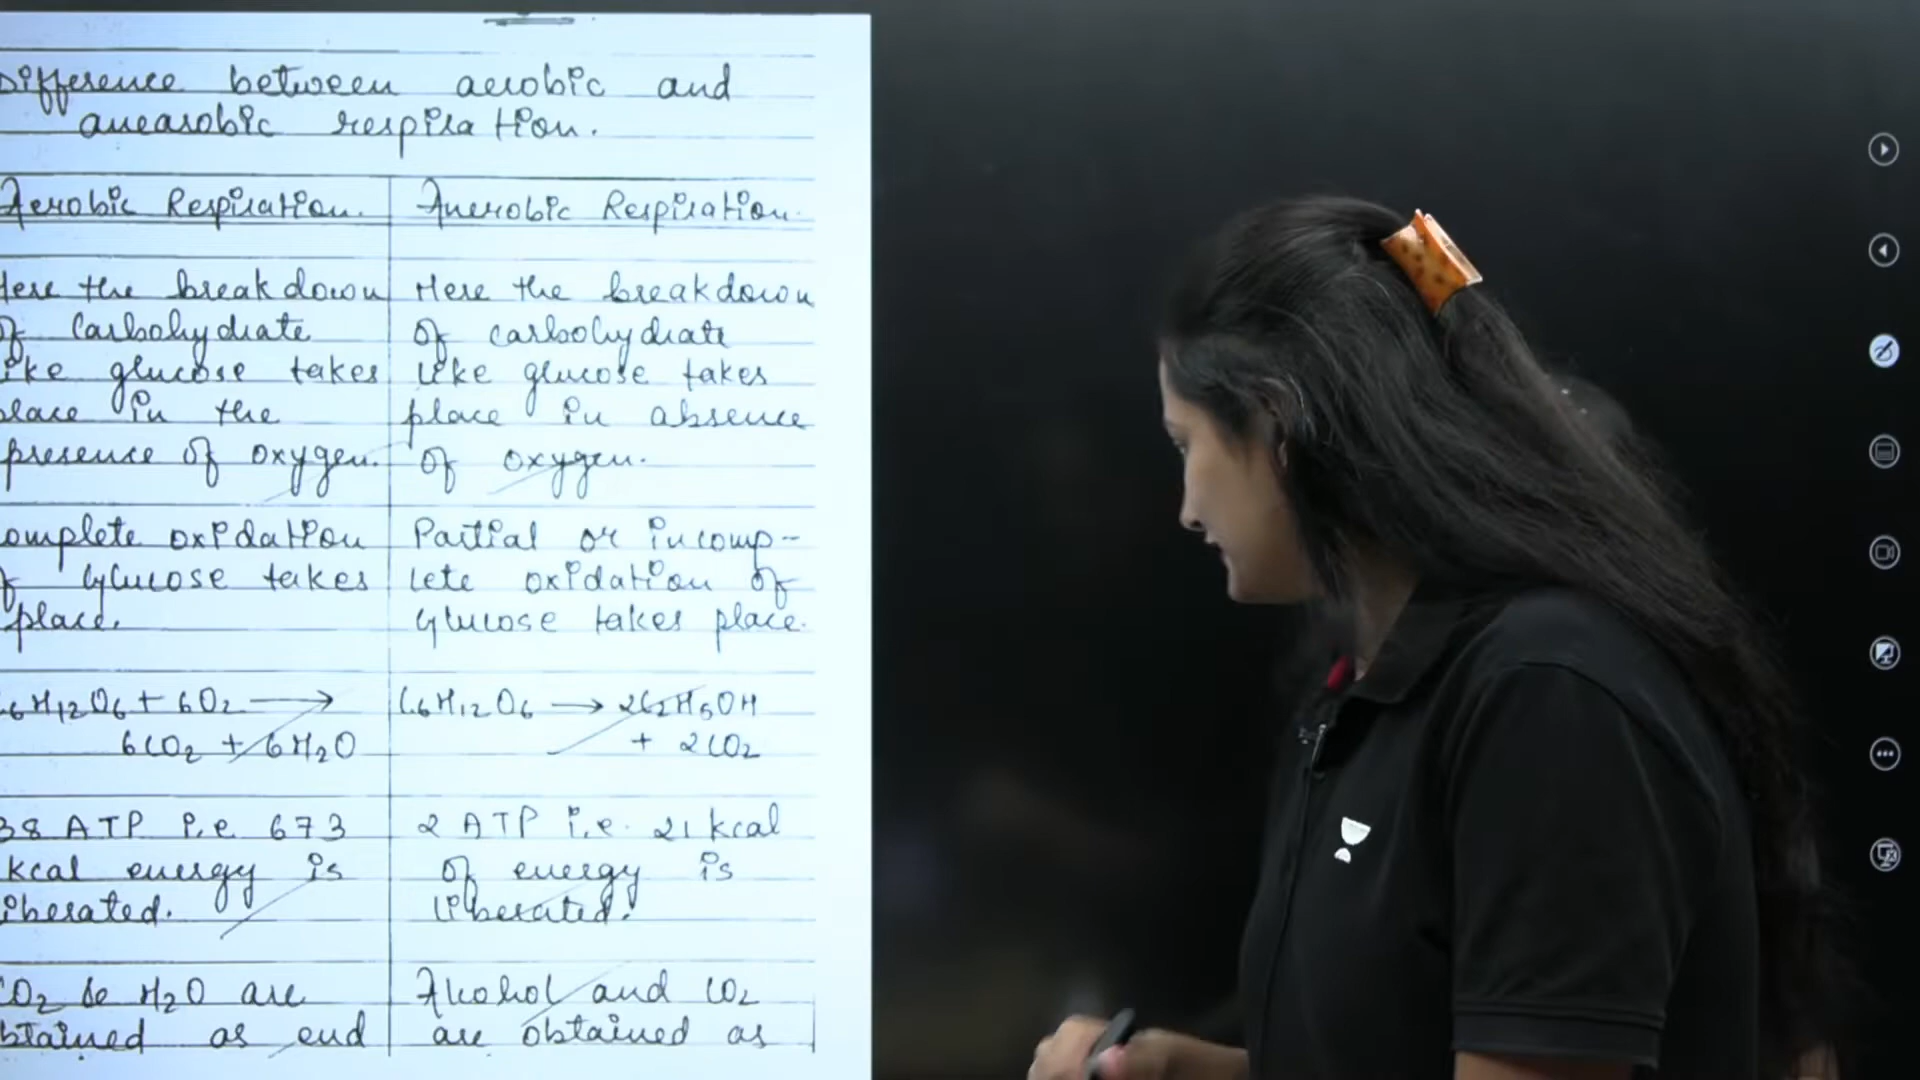 Difference between aerobic and
anearobic respiration.
Aerobic Respiration.
Here the breakdown
of Carbohydrate
like glucose takes
place in the
presence of oxygen.
Complete oxidation
of Glucose takes
place.
C6H12O6 + 6O2 →
6CO2 + 6H2O
38 ATP i.e 673
kcal energy is
liberated.
CO2 & H2O are
obtained as end
Anerobic Respiration.
Here the breakdown
of carbohydrate
like glucose takes
place in absence
of oxygen.
Partial or incomp-
lete oxidation of
Glucose takes place.
C6H12O6 → 2C2H5OH
+ 2CO2
2 ATP i.e. 21 kcal
of energy is
liberated.
Alcohol and CO2
are obtained as